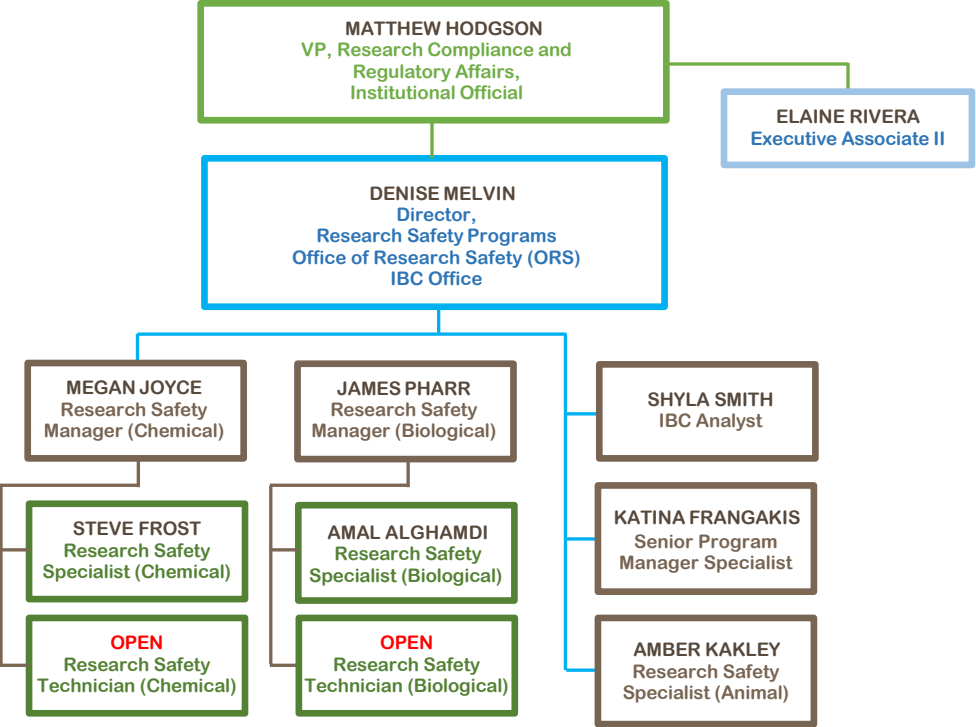 MATTHEW HODGSON
VP, Research Compliance and
Regulatory Affairs,
Institutional Official
ELAINE RIVERA
Executive Associate II
DENISE MELVIN
Director,
Research Safety Programs
Office of Research Safety (ORS)
IBC Office
MEGAN JOYCE
Research Safety
Manager (Chemical)
JAMES PHARR
Research Safety
Manager (Biological)
SHYLA SMITH
IBC Analyst
STEVE FROST
Research Safety
Specialist (Chemical)
AMAL ALGHAMDI
Research Safety
Specialist (Biological)
KATINA FRANGAKIS
Senior Program
Manager Specialist
OPEN
Research Safety
Technician (Chemical)
OPEN
Research Safety
Technician (Biological)
AMBER KAKLEY
Research Safety
Specialist (Animal)